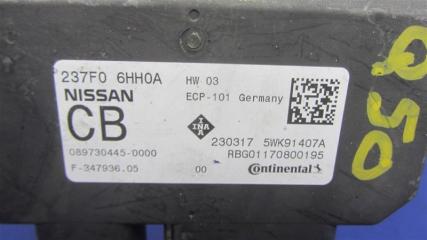 237F0 6HH0A HW 03
NISSAN ECP-101 Germany
CB INA
230317 5WK91407A
089730445-0000 RBG01170800195
F-347936.05 00 Continental
Q50